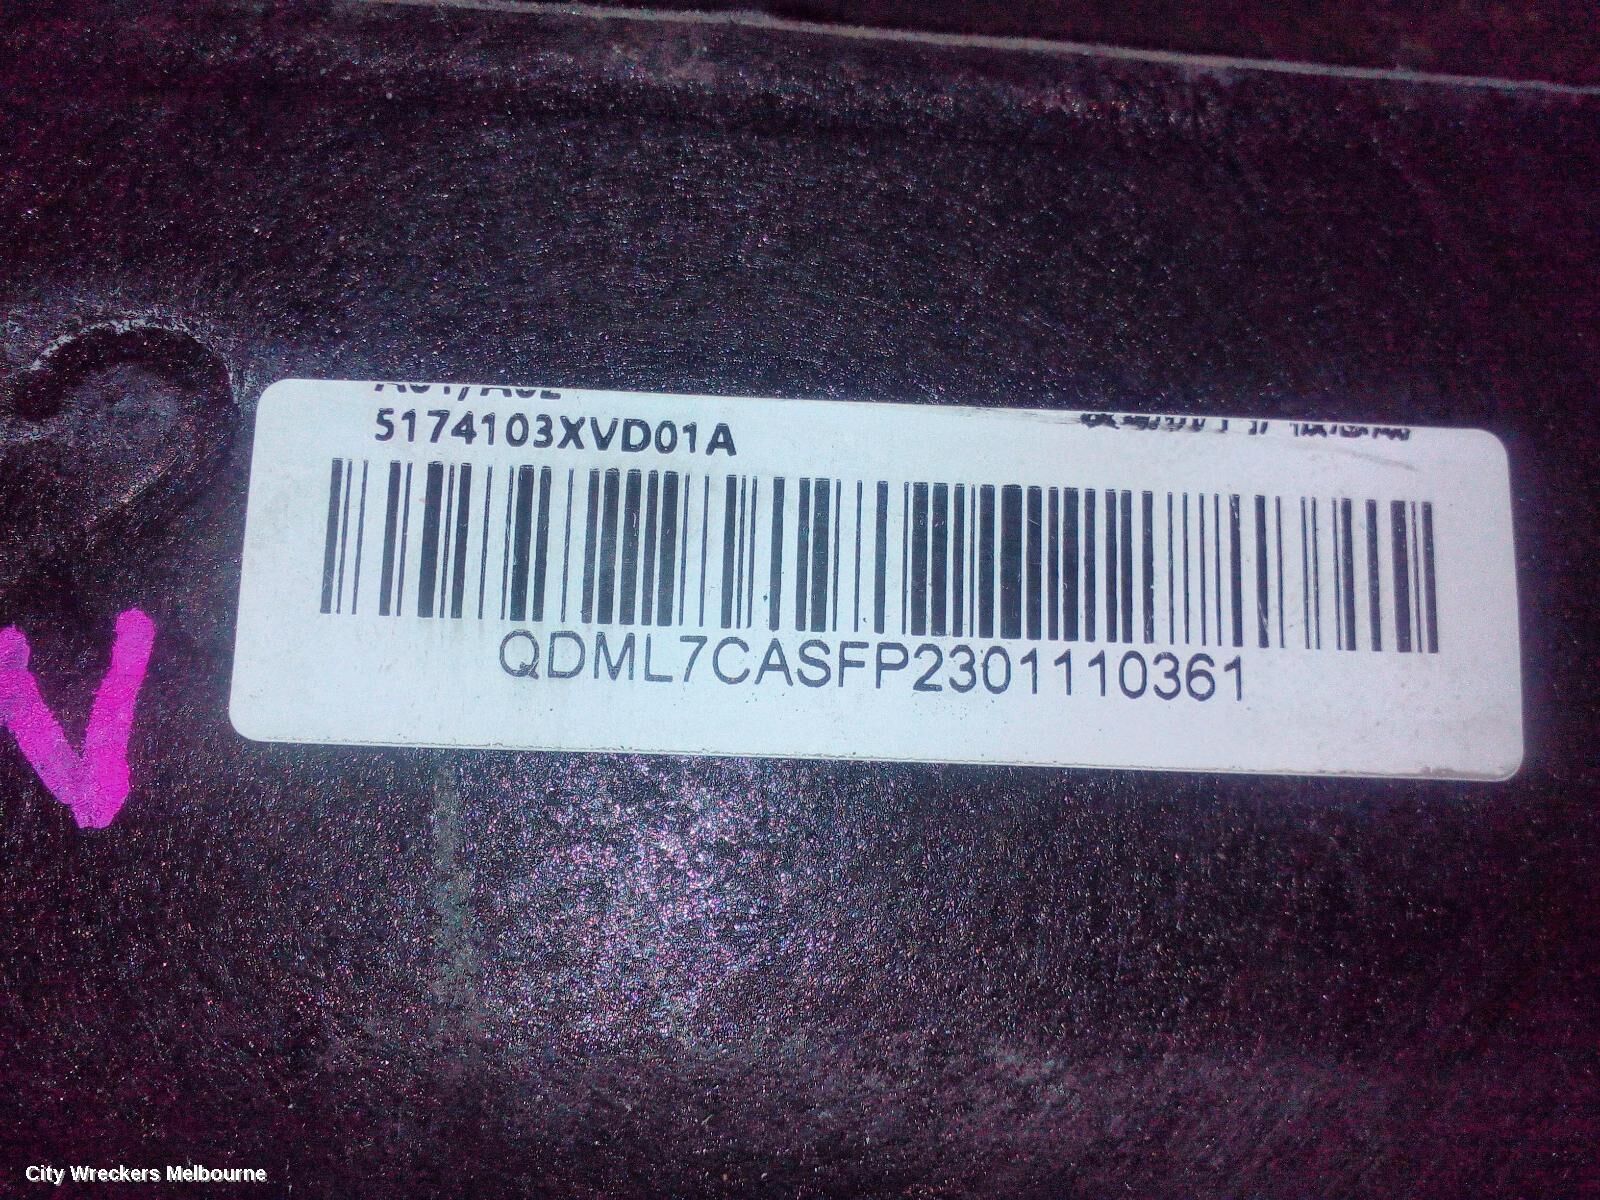 5174103XVD01A
QDML7CASFP2301110361
V
City Wreckers Melbourne